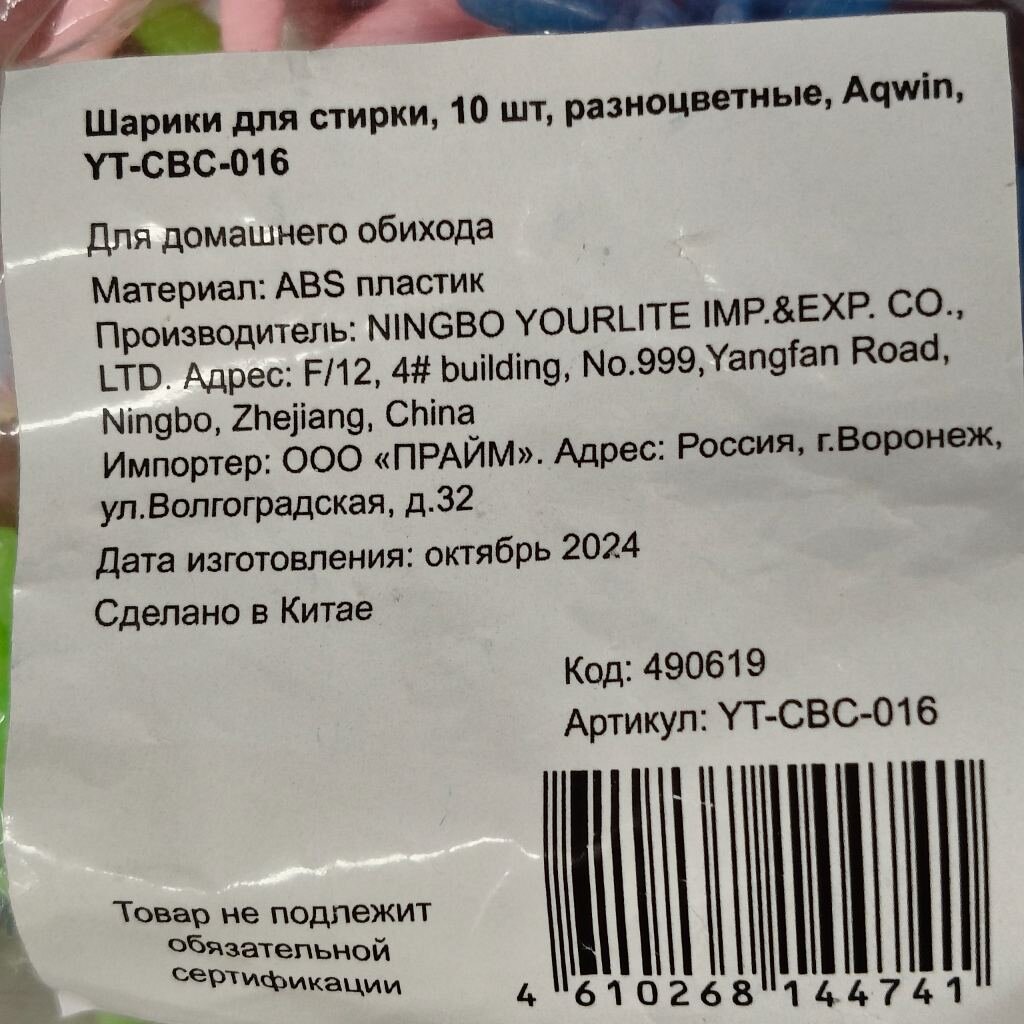 Шарики для стирки, 10 шт, разноцветные, Aqwin,
YT-CBC-016
Для домашнего обихода
Материал: ABS пластик
Производитель: NINGBO YOURLITE IMP.&EXP. CO.,
LTD. Адрес: F/12, 4# building, No.999,Yangfan Road,
Ningbo, Zhejiang, China
Импортер: ООО «ПРАЙМ». Адрес: Россия, г.Воронеж,
ул.Волгоградская, д.32
Дата изготовления: октябрь 2024
Сделано в Китае
Код: 490619
Артикул: YT-CBC-016
Товар не подлежит
обязательной
сертификации
4 610268 144741